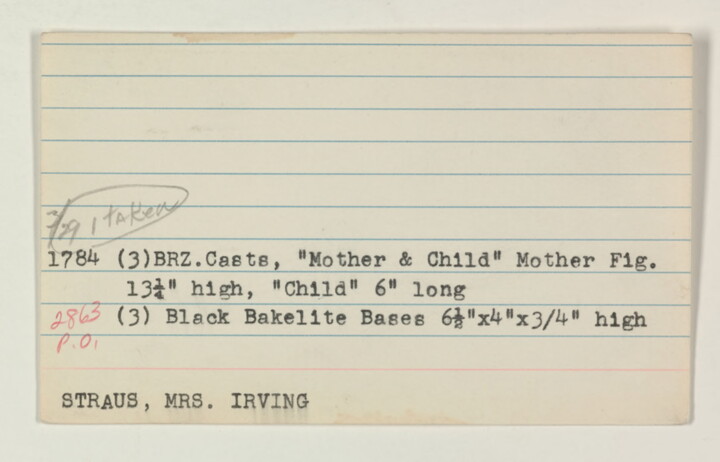 3/29 1 taken
1784 (3)BRZ.Casts, "Mother & Child" Mother Fig.
13¼" high, "Child" 6" long
2863 (3) Black Bakelite Bases 6½"x4"x3/4" high
P.O.
STRAUS, MRS. IRVING